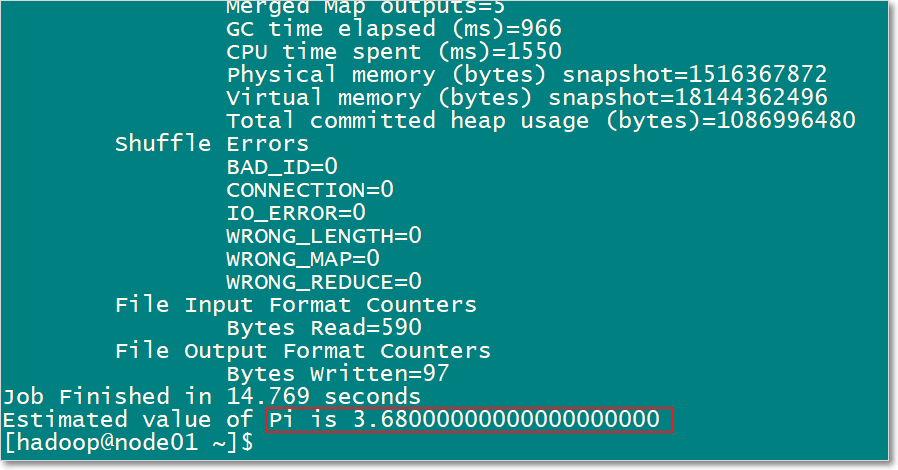 Merged Map outputs=5
GC time elapsed (ms)=966
CPU time spent (ms)=1550
Physical memory (bytes) snapshot=1516367872
Virtual memory (bytes) snapshot=18144362496
Total committed heap usage (bytes)=1086996480
Shuffle Errors
BAD_ID=0
CONNECTION=0
IO_ERROR=0
WRONG_LENGTH=0
WRONG_MAP=0
WRONG_REDUCE=0
File Input Format Counters
Bytes Read=590
File Output Format Counters
Bytes Written=97
Job Finished in 14.769 seconds
Estimated value of Pi is 3.68000000000000000000
[hadoop@node01 ~]$